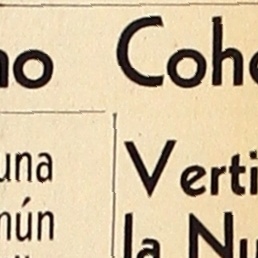 no Cohe
una
mún
Verti
la Nu